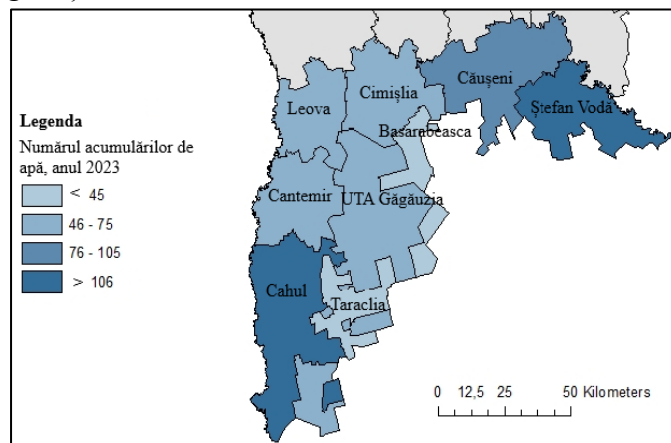 Legenda
Numărul acumulărilor de
apă, anul 2023
< 45
46 - 75
76 - 105
> 106
Leova
Cimișlia
Căușeni
Ștefan Vodă
Basarabeasca
Cantemir
UTA Găgăuzia
Cahul
Taraclia
0 12,5 25 50 Kilometers